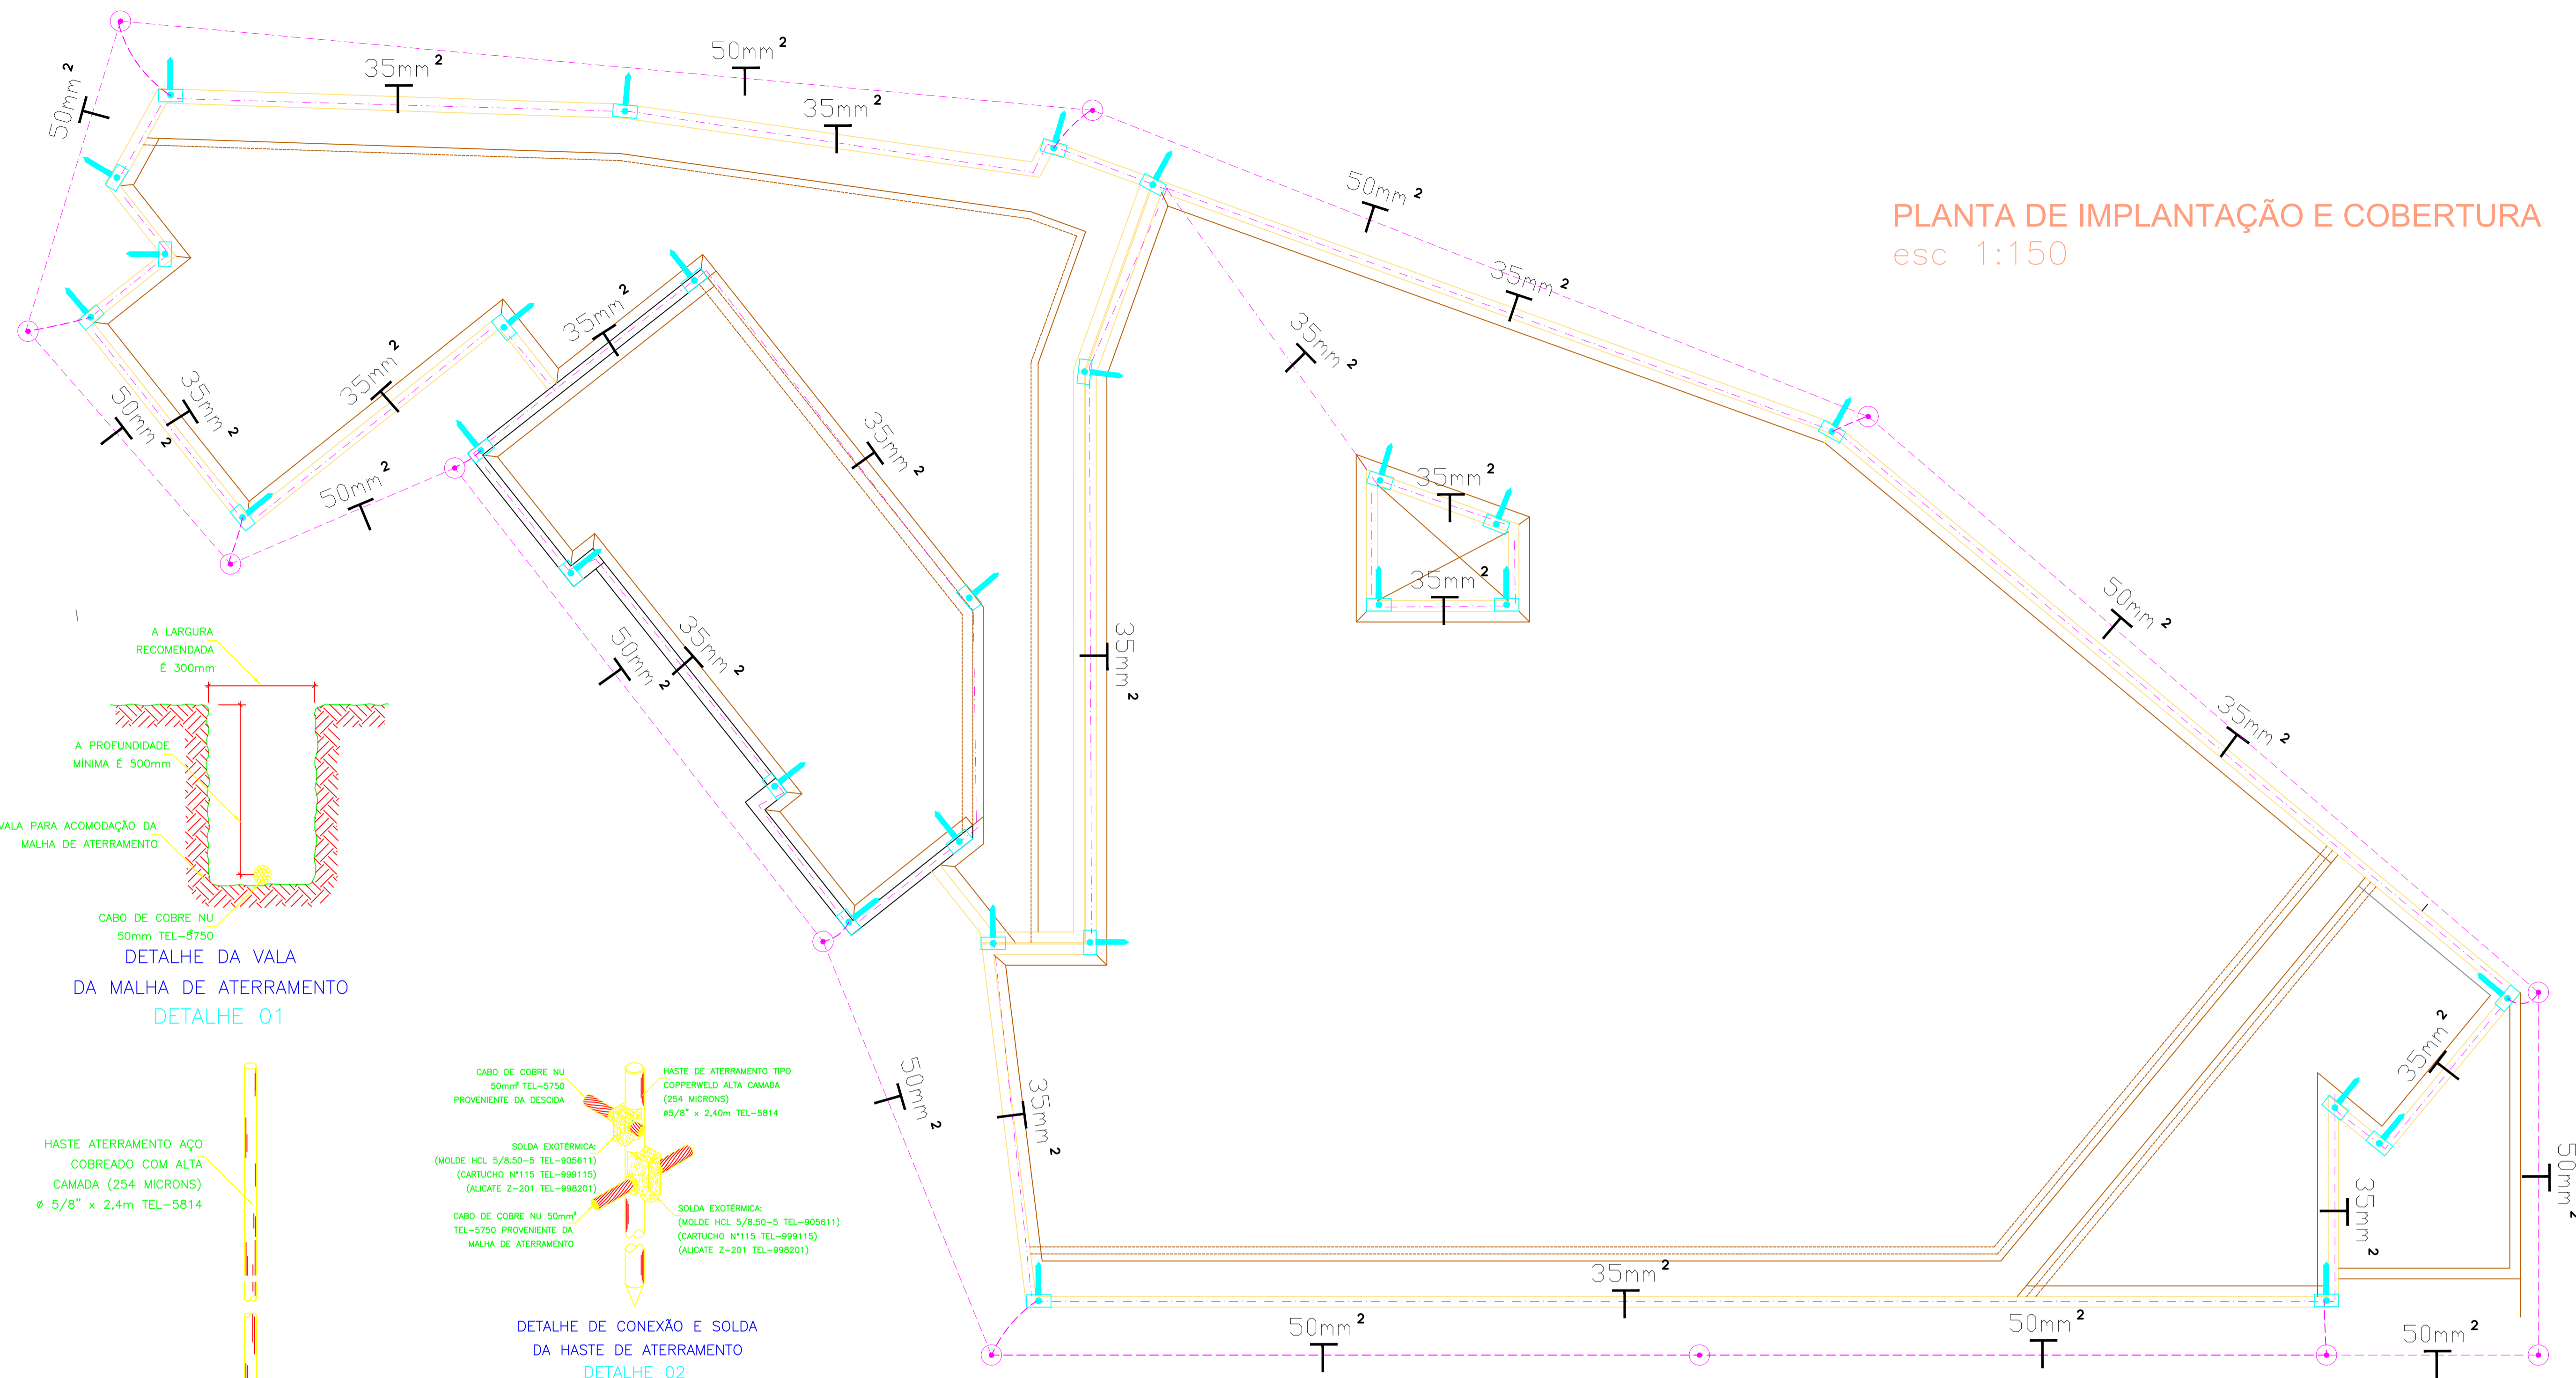 50mm²
35mm²
50mm²
35mm²
50mm²
35mm²
PLANTA DE IMPLANTAÇÃO E COBERTURA
esc 1:150
35mm²
35mm²
35mm²
35mm²
50mm²
35mm²
50mm²
35mm²
35mm²
35mm²
50mm²
50mm²
35mm²
35mm²
35mm²
50mm²
35mm²
35mm²
50mm²
35mm²
50mm²
35mm²
35mm²
50mm²
50mm²
50mm²
A LARGURA
RECOMENDADA
É 300mm
A PROFUNDIDADE
MÍNIMA É 500mm
VALA PARA ACOMODAÇÃO DA
MALHA DE ATERRAMENTO
CABO DE COBRE NU
50mm² TEL-5750
DETALHE DA VALA
DA MALHA DE ATERRAMENTO
DETALHE 01
HASTE ATERRAMENTO AÇO
COBREADO COM ALTA
CAMADA (254 MICRONS)
ø 5/8" x 2,4m TEL-5814
CABO DE COBRE NU
50mm² TEL-5750
PROVENIENTE DA DESCIDA
HASTE DE ATERRAMENTO TIPO
COPPERWELD ALTA CAMADA
(254 MICRONS)
ø5/8" x 2,40m TEL-5814
SOLDA EXOTÉRMICA:
(MOLDE HCL 5/8.50-5 TEL-905611)
(CARTUCHO N°115 TEL-999115)
(ALICATE Z-201 TEL-998201)
CABO DE COBRE NU 50mm²
TEL-5750 PROVENIENTE DA
MALHA DE ATERRAMENTO
SOLDA EXOTÉRMICA:
(MOLDE HCL 5/8.50-5 TEL-905611)
(CARTUCHO N°115 TEL-999115)
(ALICATE Z-201 TEL-998201)
DETALHE DE CONEXÃO E SOLDA
DA HASTE DE ATERRAMENTO
DETALHE 02